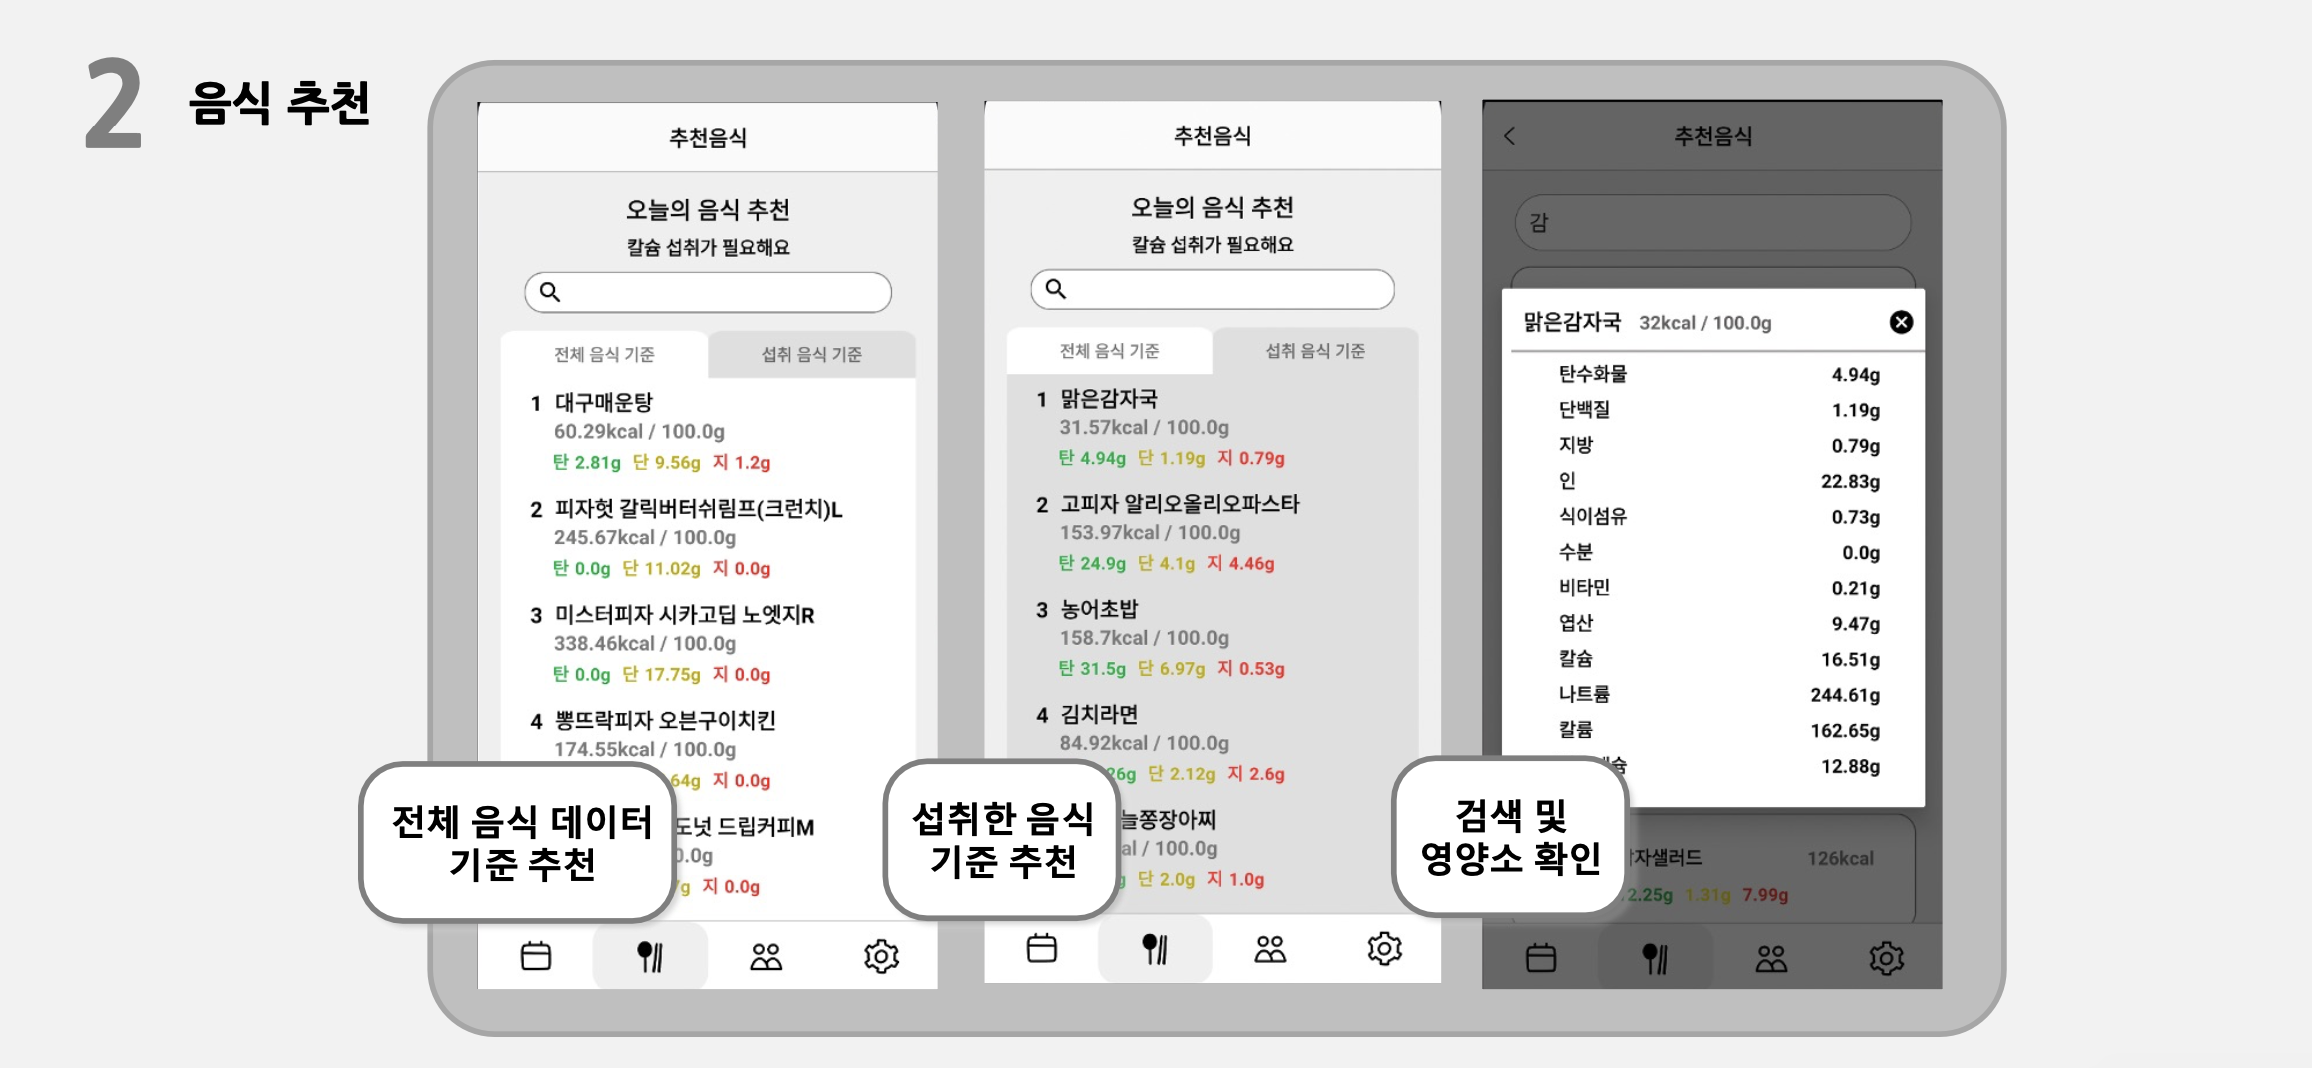 2 음식 추천
추천음식
오늘의 음식 추천
칼슘 섭취가 필요해요
전체 음식 기준 섭취 음식 기준
1 대구매운탕
60.29kcal / 100.0g
탄 2.81g 단 9.56g 지 1.2g
2 피자헛 갈릭버터쉬림프(크런치)L
245.67kcal / 100.0g
탄 0.0g 단 11.02g 지 0.0g
3 미스터피자 시카고딥 노엣지R
338.46kcal / 100.0g
탄 0.0g 단 17.75g 지 0.0g
4 뽕뜨락피자 오븐구이치킨
174.55kcal / 100.0g
64g 지 0.0g
도넛 드립커피M
0.0g
g 지 0.0g
전체 음식 데이터
기준 추천
추천음식
오늘의 음식 추천
칼슘 섭취가 필요해요
전체 음식 기준 섭취 음식 기준
1 맑은감자국
31.57kcal / 100.0g
탄 4.94g 단 1.19g 지 0.79g
2 고피자 알리오올리오파스타
153.97kcal / 100.0g
탄 24.9g 단 4.1g 지 4.46g
3 농어초밥
158.7kcal / 100.0g
탄 31.5g 단 6.97g 지 0.53g
4 김치라면
84.92kcal / 100.0g
26g 단 2.12g 지 2.6g
늘쫑장아찌
al / 100.0g
g 단 2.0g 지 1.0g
섭취한 음식
기준 추천
추천음식
감
맑은감자국 32kcal / 100.0g
탄수화물 4.94g
단백질 1.19g
지방 0.79g
인 22.83g
식이섬유 0.73g
수분 0.0g
비타민 0.21g
엽산 9.47g
칼슘 16.51g
나트륨 244.61g
칼륨 162.65g
슘 12.88g
자샐러드 126kcal
2.25g 1.31g 7.99g
검색 및
영양소 확인